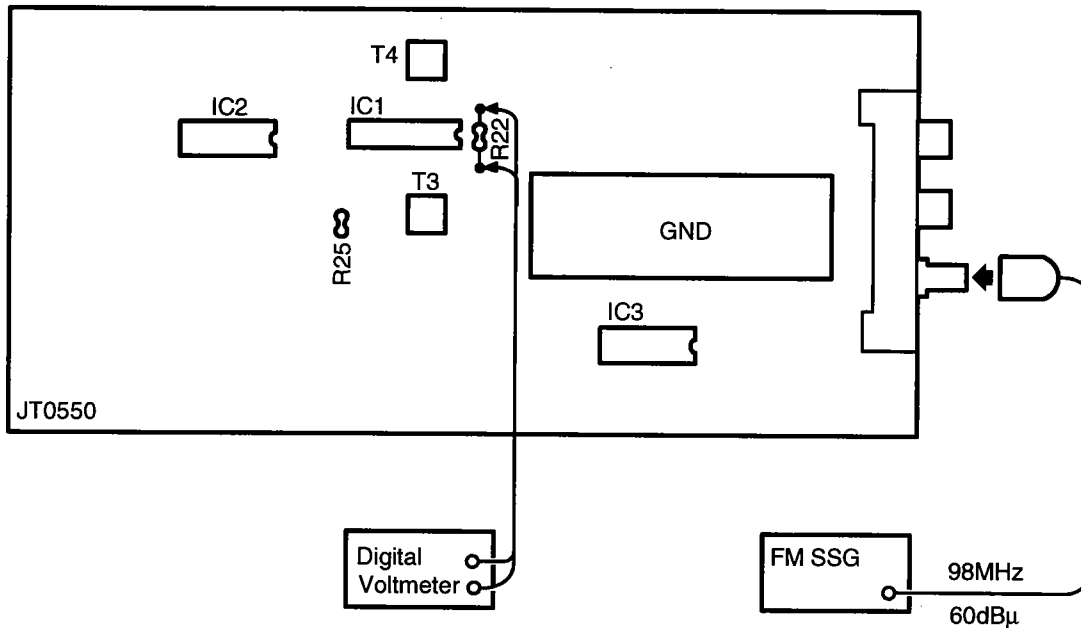 T4
IC2
IC1
R22
T3
R25
GND
IC3
JT0550
Digital
Voltmeter
FM SSG
98MHz
60dBμ